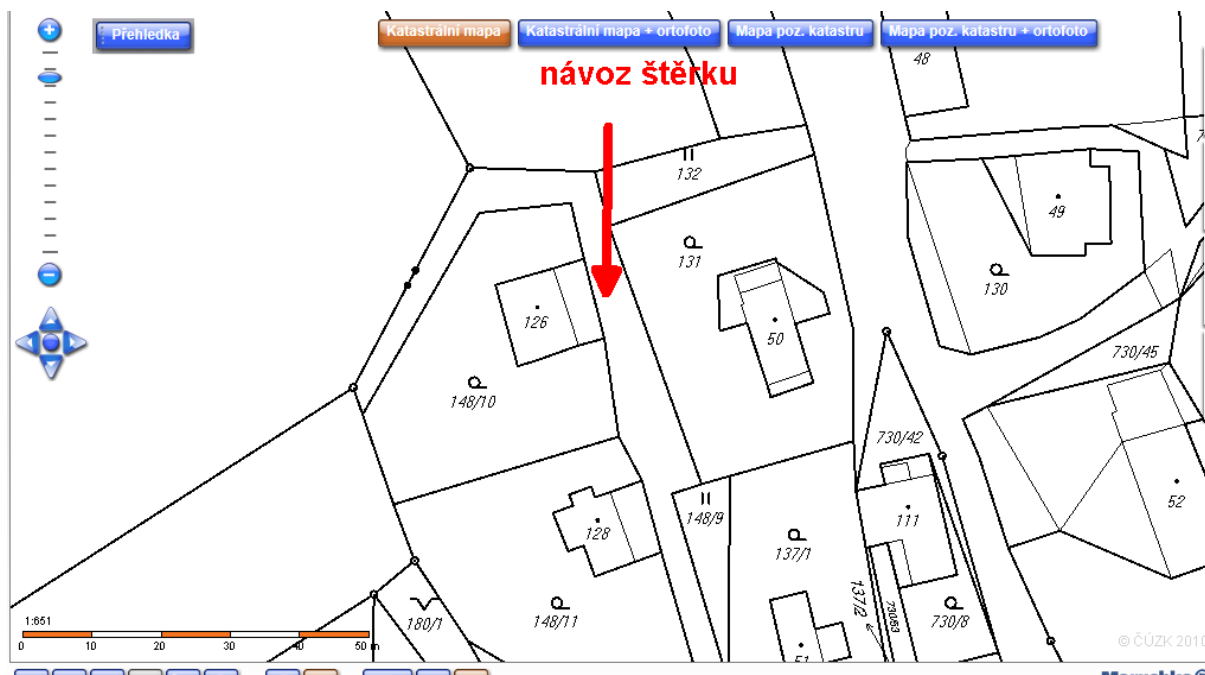 Přehledka
Katastrální mapa
Katastrální mapa + ortofoto
Mapa poz. katastru
Mapa poz. katastru + ortofoto
návoz štěrku
48
132
131
49
130
126
50
730/45
148/10
730/42
52
148/9
111
128
137/1
137/2
730/63
148/11
180/1
730/8
51
1:651
0 10 20 30 40 50 m
© ČÚZK 2010